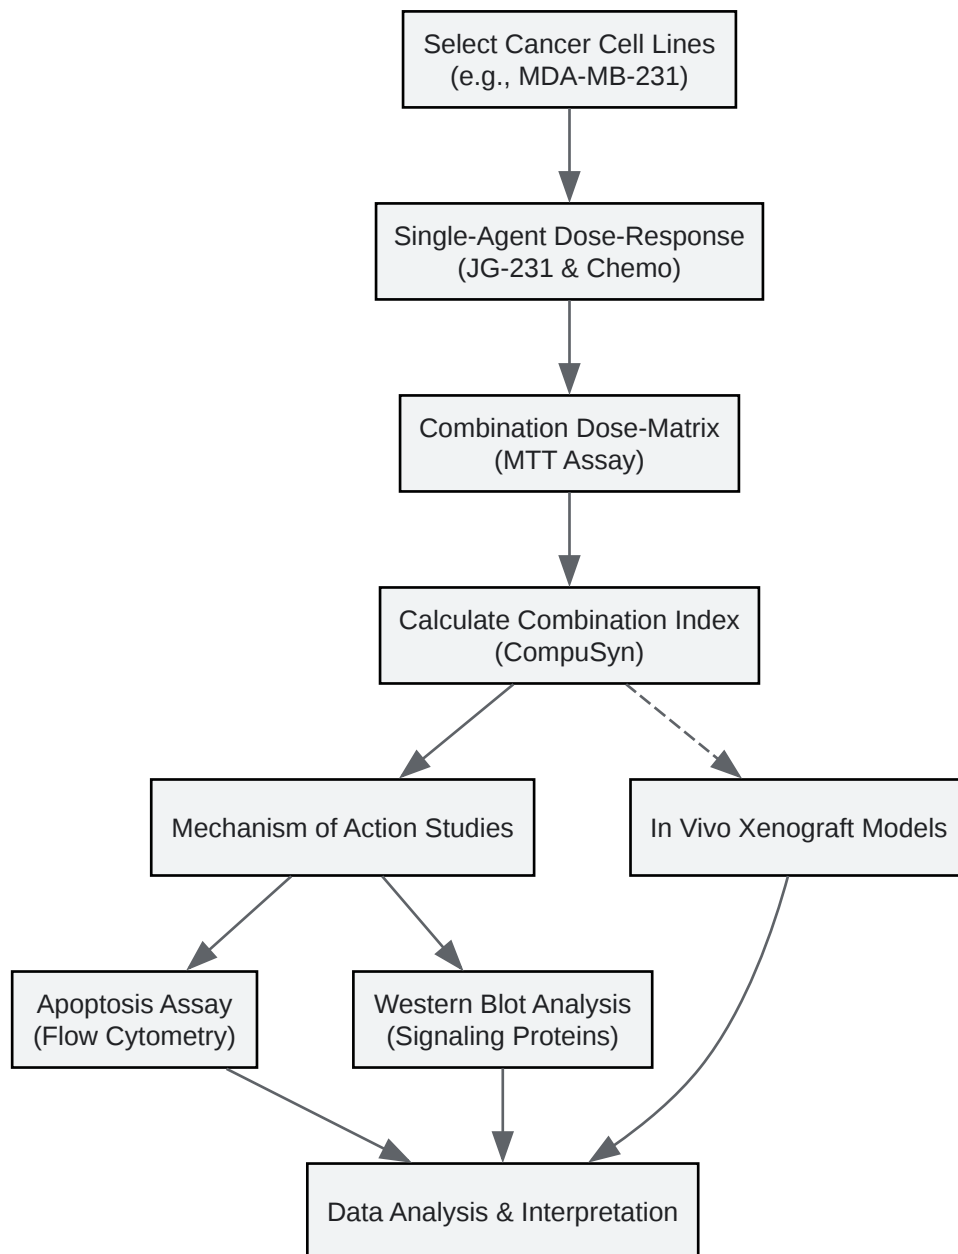 Select Cancer Cell Lines
(e.g., MDA-MB-231)
Single-Agent Dose-Response
(JG-231 & Chemo)
Combination Dose-Matrix
(MTT Assay)
Calculate Combination Index
(CompuSyn)
Mechanism of Action Studies
In Vivo Xenograft Models
Apoptosis Assay
(Flow Cytometry)
Western Blot Analysis
(Signaling Proteins)
Data Analysis & Interpretation